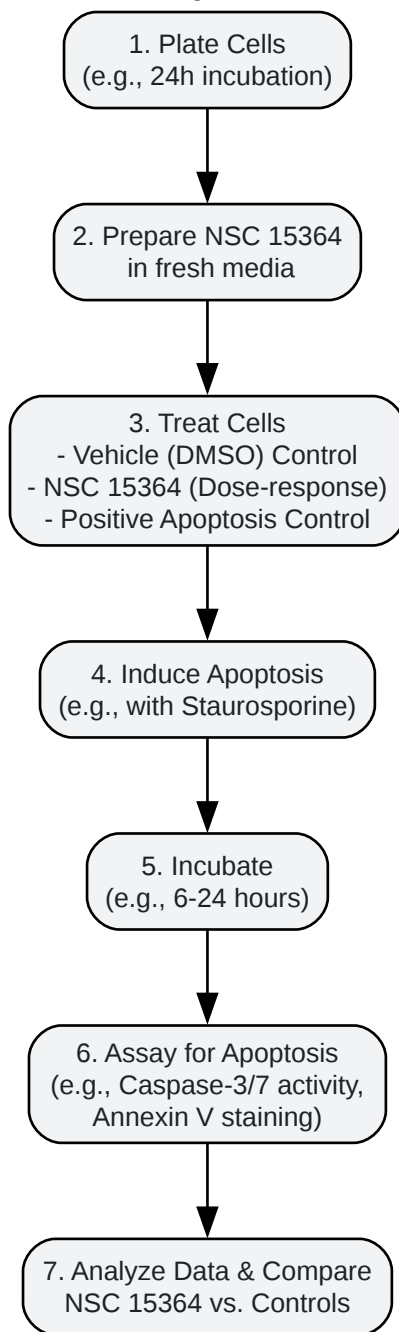 1. Plate Cells
(e.g., 24h incubation)
2. Prepare NSC 15364
in fresh media
3. Treat Cells
- Vehicle (DMSO) Control
- NSC 15364 (Dose-response)
- Positive Apoptosis Control
4. Induce Apoptosis
(e.g., with Staurosporine)
5. Incubate
(e.g., 6-24 hours)
6. Assay for Apoptosis
(e.g., Caspase-3/7 activity,
Annexin V staining)
7. Analyze Data & Compare
NSC 15364 vs. Controls